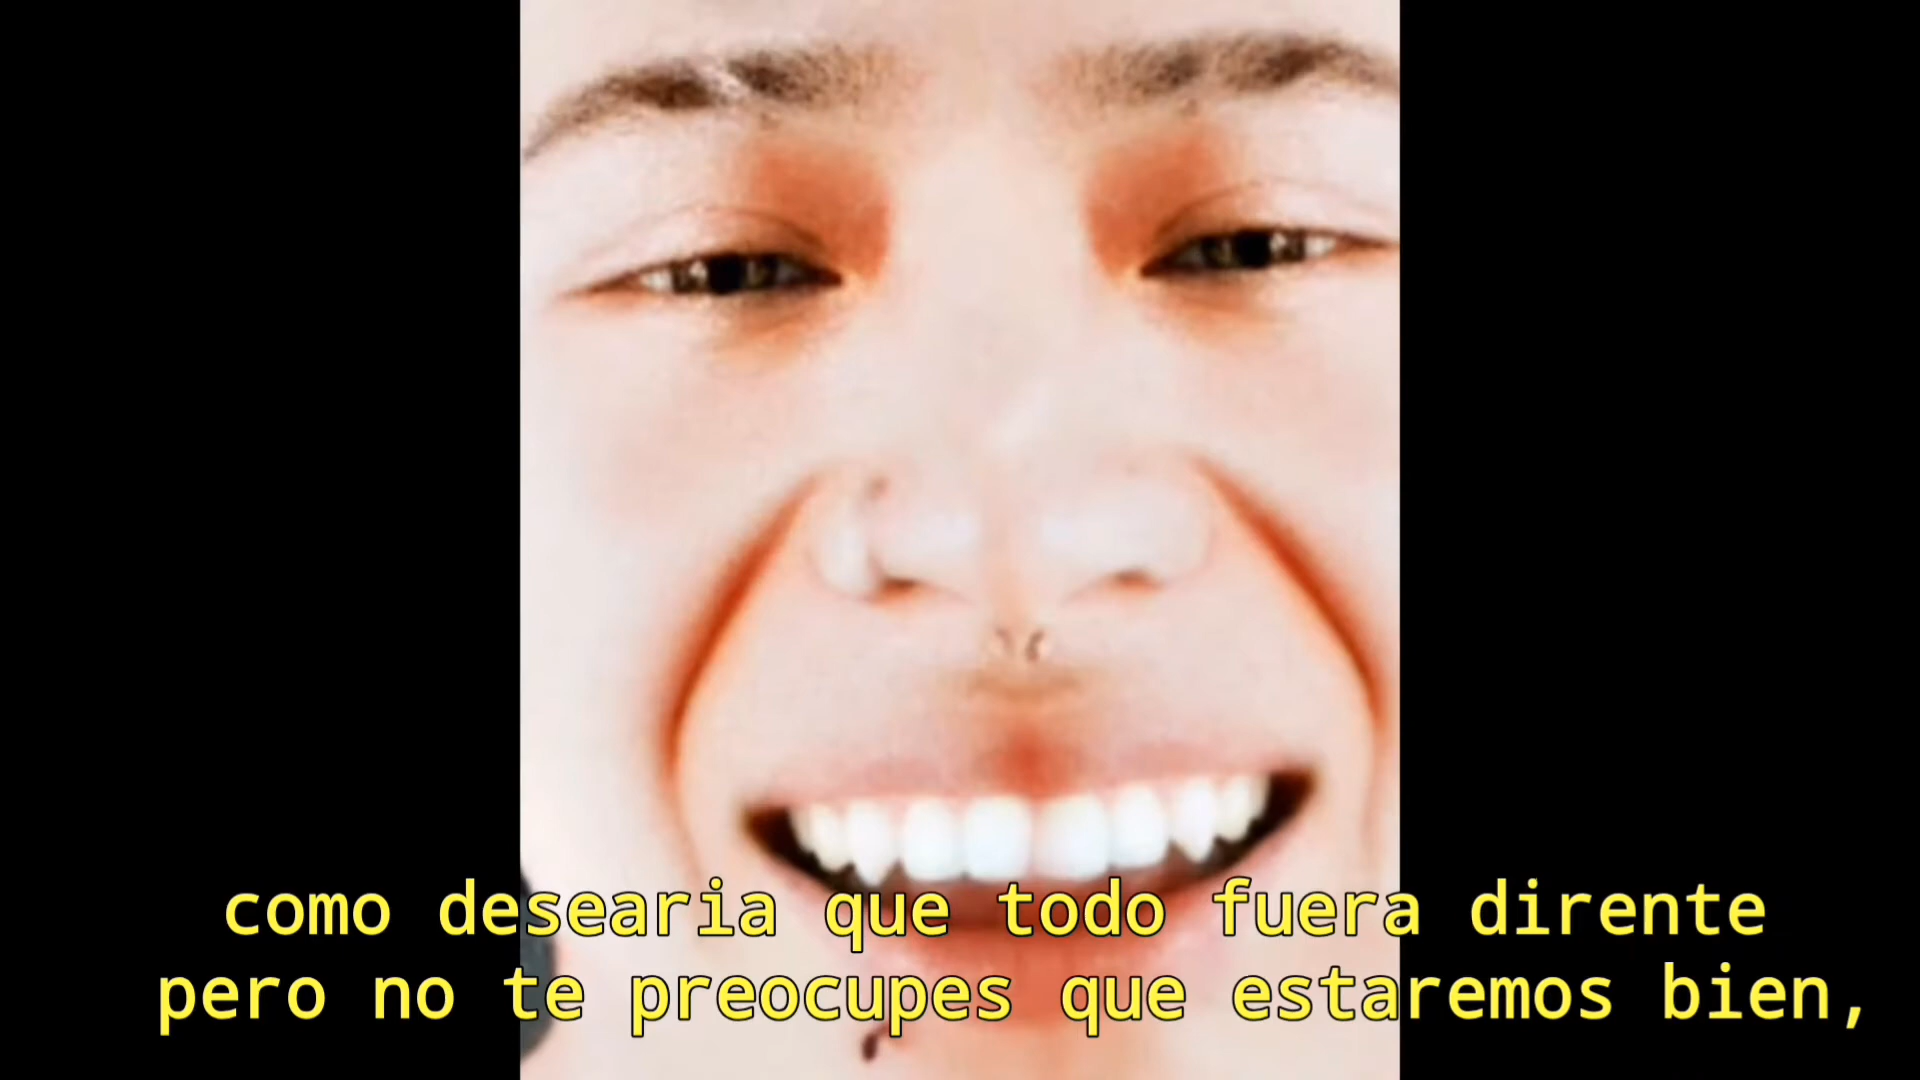 como desearia que todo fuera dirente
pero no te preocupes que estaremos bien,